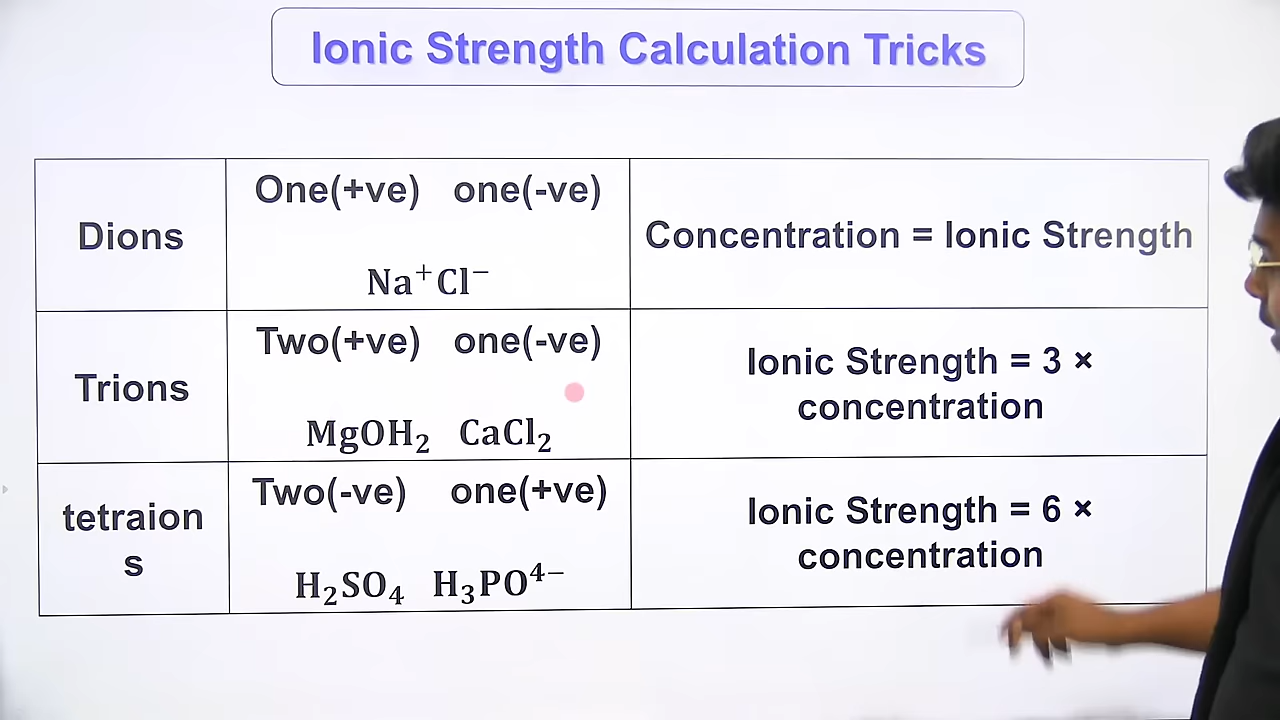 Ionic Strength Calculation Tricks
Dions
One(+ve) one(-ve)
Na⁺Cl⁻
Concentration = Ionic Strength
Trions
Two(+ve) one(-ve)
MgOH₂ CaCl₂
Ionic Strength = 3 ×
concentration
tetraion
s
Two(-ve) one(+ve)
H₂SO₄ H₃PO⁴⁻
Ionic Strength = 6 ×
concentration